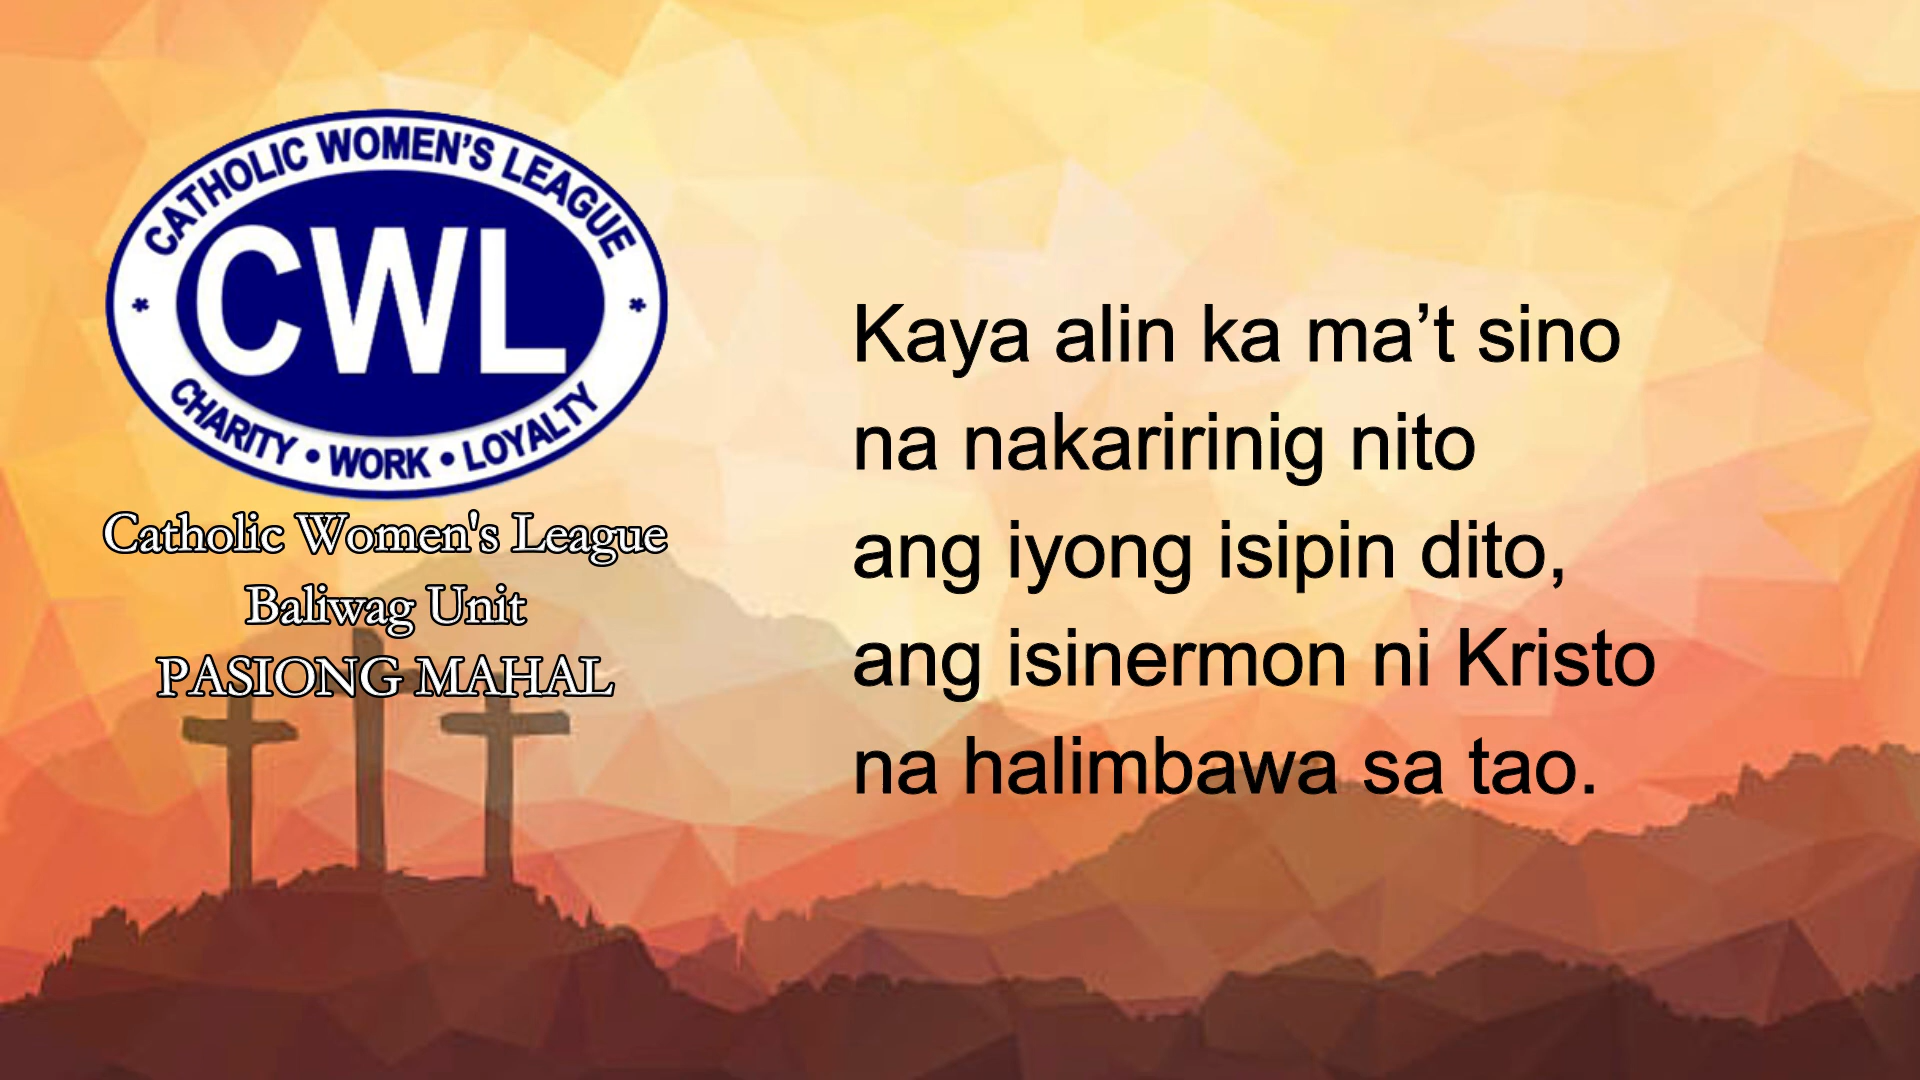 CATHOLIC WOMEN'S LEAGUE
CWL
CHARITY • WORK • LOYALTY
Catholic Women's League
Baliwag Unit
PASIONG MAHAL
Kaya alin ka ma’t sino
na nakaririnig nito
ang iyong isipin dito,
ang isinermon ni Kristo
na halimbawa sa tao.